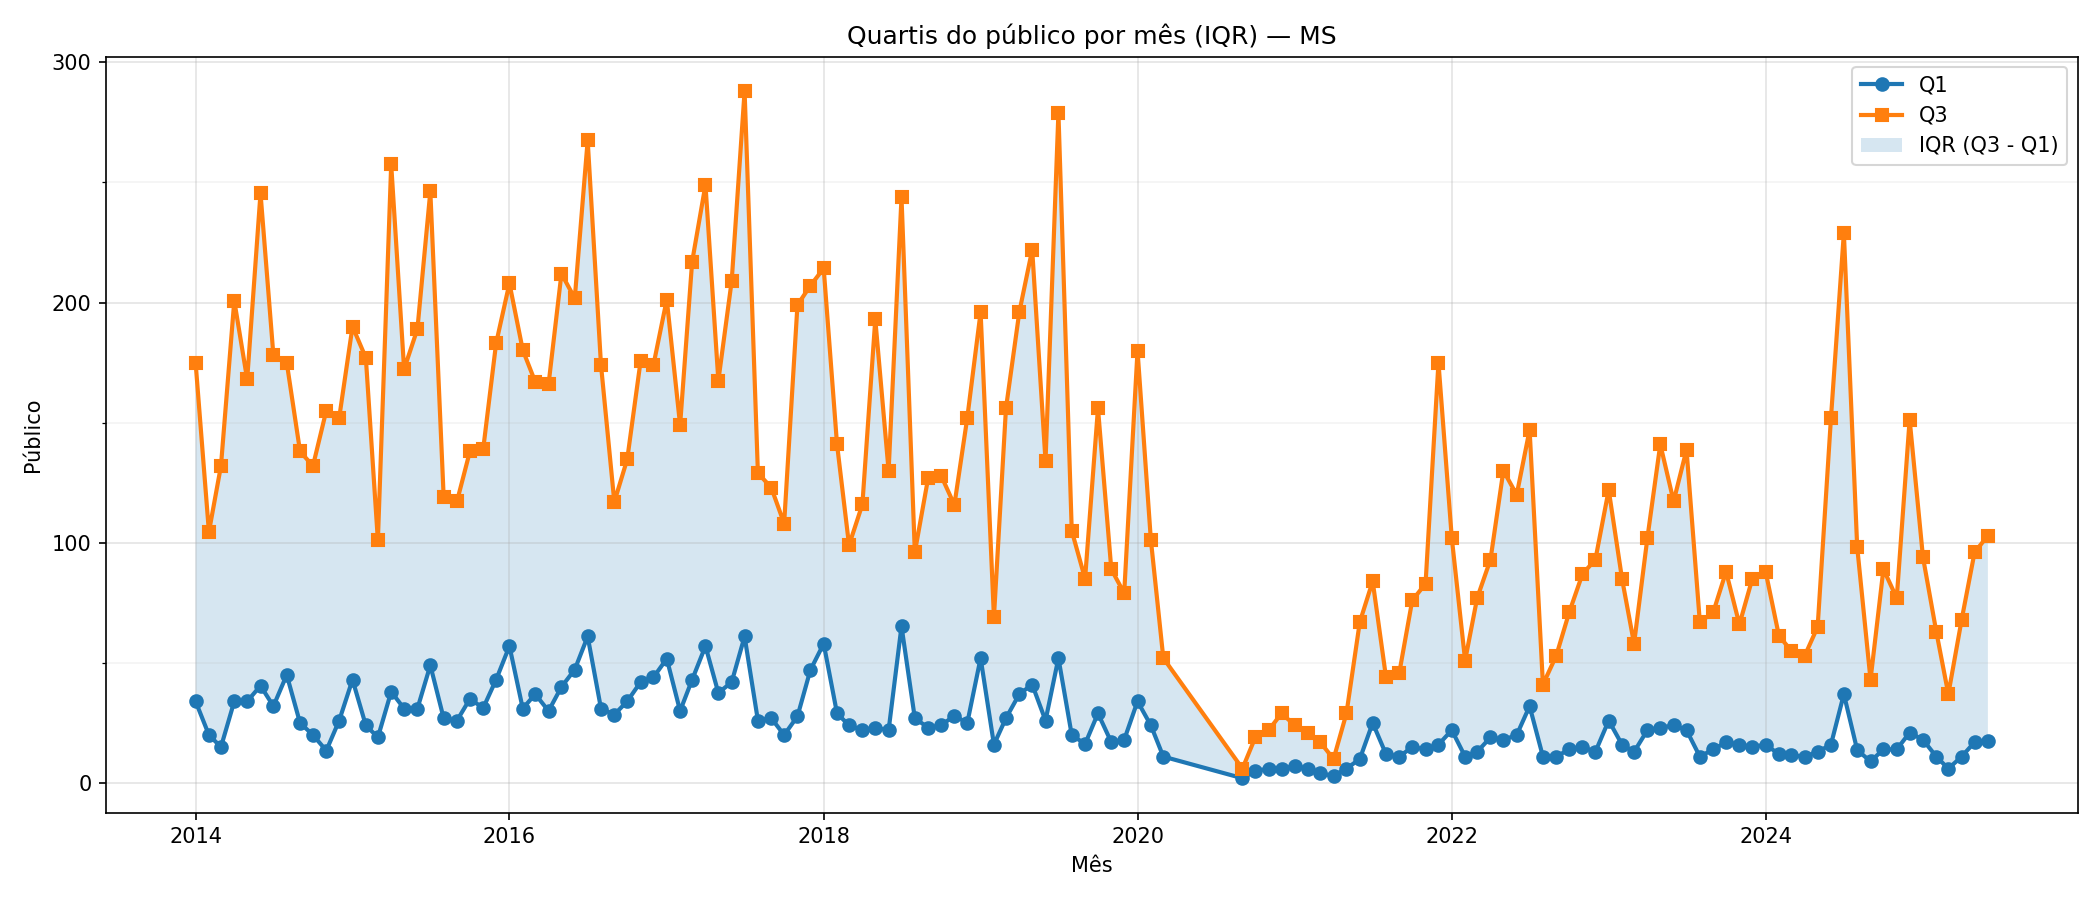 Quartis do público por mês (IQR) — MS
Q1
Q3
IQR (Q3 - Q1)
Público
300
200
100
0
2014
2016
2018
2020
2022
2024
Mês